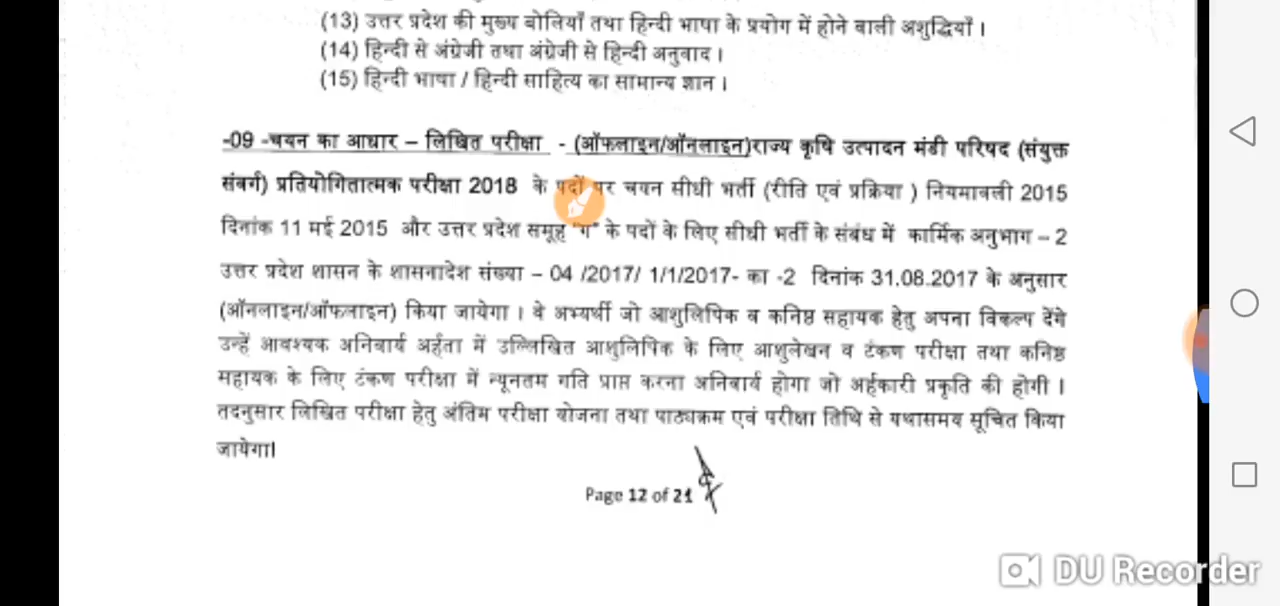 (13) उत्तर प्रदेश की मुख्य बोलियाँ तथा हिन्दी भाषा के प्रयोग में होने वाली अशुद्धियाँ।
(14) हिन्दी से अंग्रेजी तथा अंग्रेजी से हिन्दी अनुवाद।
(15) हिन्दी भाषा / हिन्दी साहित्य का सामान्य ज्ञान।
-09 -चयन का आधार – लिखित परीक्षा - (ऑफलाइन/ऑनलाइन)राज्य कृषि उत्पादन मंडी परिषद (संयुक्त
संवर्ग) प्रतियोगितात्मक परीक्षा 2018 के पदों पर चयन सीधी भर्ती (रीति एवं प्रक्रिया ) नियमावली 2015
दिनांक 11 मई 2015 और उत्तर प्रदेश समूह "ग" के पदों के लिए सीधी भर्ती के संबंध में कार्मिक अनुभाग – 2
उत्तर प्रदेश शासन के शासनादेश संख्या – 04 /2017/ 1/1/2017- का -2 दिनांक 31.08.2017 के अनुसार
(ऑनलाइन/ऑफलाइन) किया जायेगा। वे अभ्यर्थी जो आशुलिपिक व कनिष्ठ सहायक हेतु अपना विकल्प देंगे
उन्हें आवश्यक अनिवार्य अर्हता में उल्लिखित आशुलिपिक के लिए आशुलेखन व टंकण परीक्षा तथा कनिष्ठ
सहायक के लिए टंकण परीक्षा में न्यूनतम गति प्राप्त करना अनिवार्य होगा जो अर्हकारी प्रकृति की होगी।
तदनुसार लिखित परीक्षा हेतु अंतिम परीक्षा योजना तथा पाठ्यक्रम एवं परीक्षा तिथि से यथासमय सूचित किया
जायेगा।
Page 12 of 21
DU Recorder